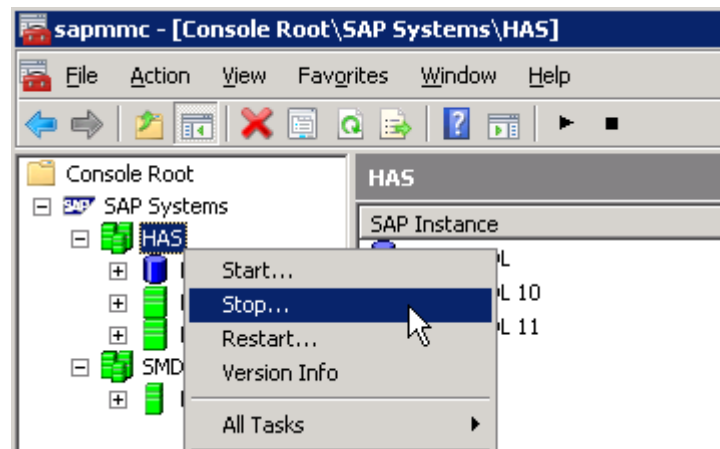 sapmmc - [Console Root\SAP Systems\HAS]
File Action View Favorites Window Help
Console Root
SAP SAP Systems
HAS
SMD
HAS
SAP Instance
L
L 10
L 11
Start...
Stop...
Restart...
Version Info
All Tasks